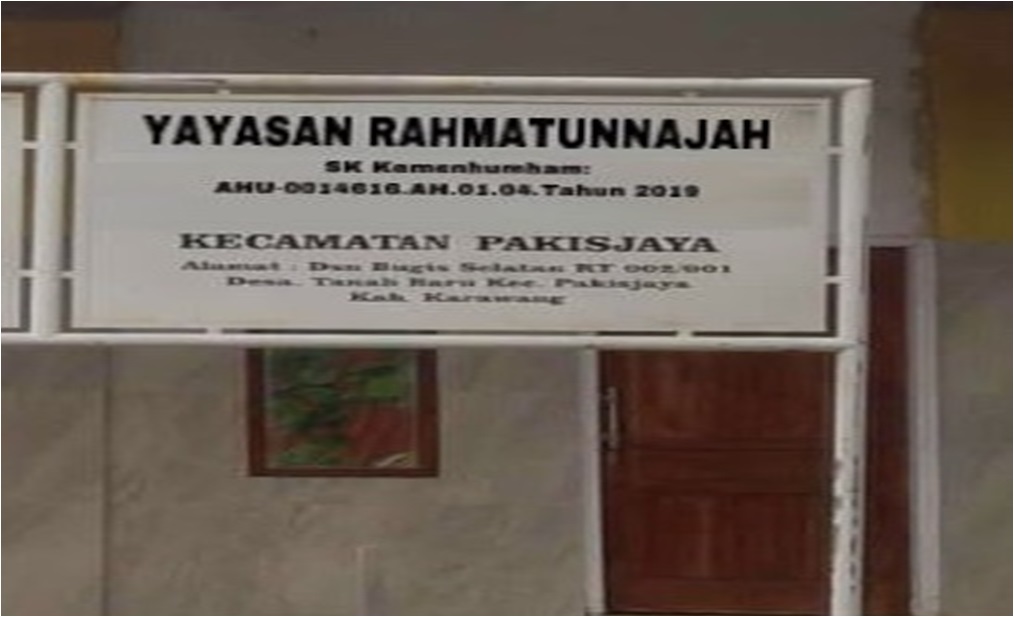 YAYASAN RAHMATUNNAJAH
SK Kemenhumham:
AHU-0014616.AH.01.04.Tahun 2019
KECAMATAN PAKISJAYA
Alamat : Dsn Bugis Selatan RT 002/001
Desa. Tanah Baru Kec. Pakisjaya
Kab. Karawang